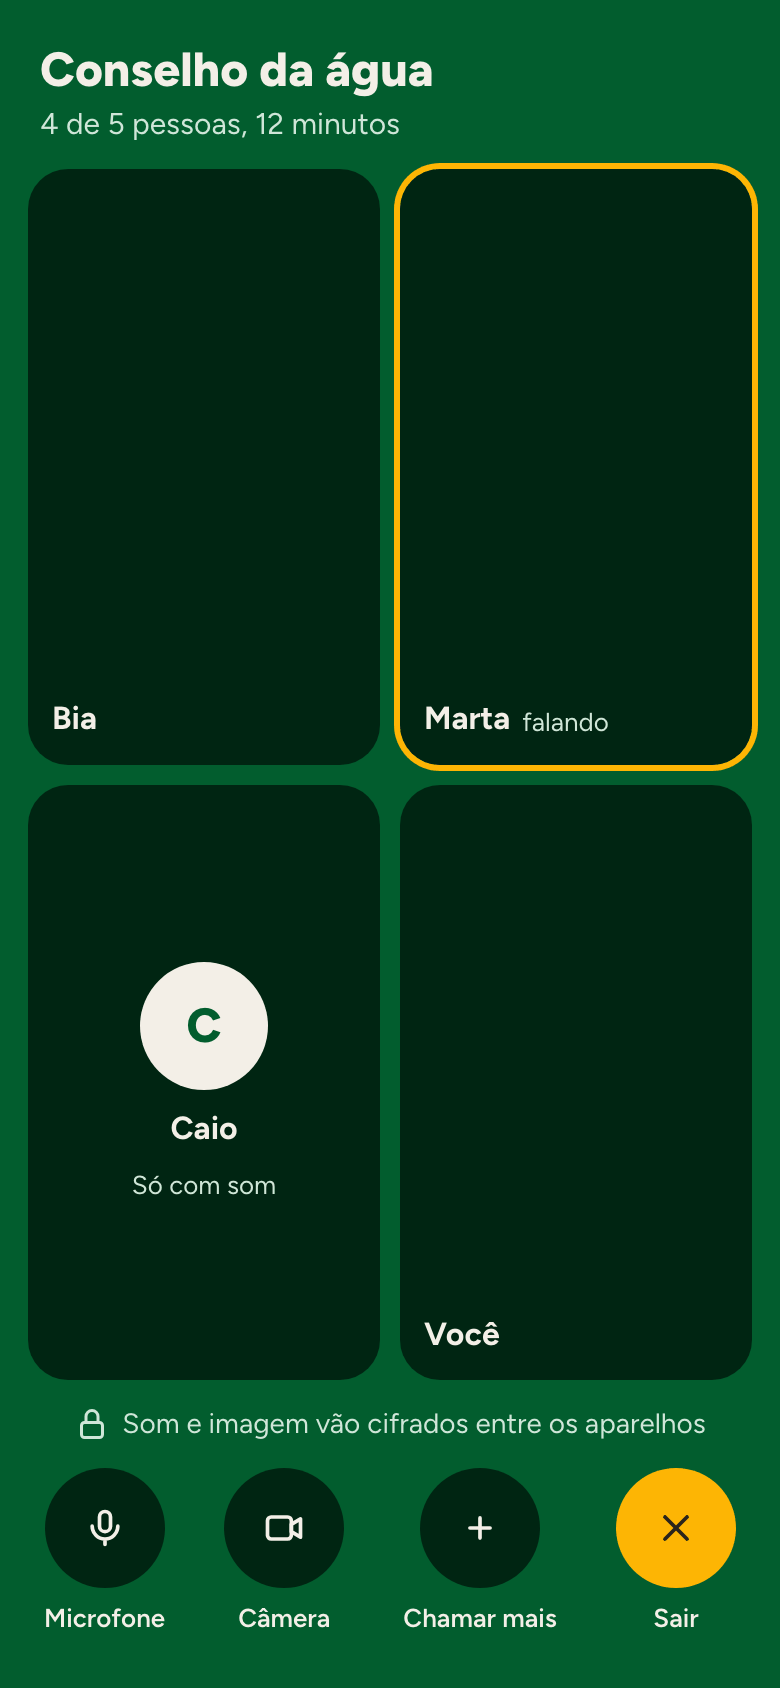 Conselho da água
4 de 5 pessoas, 12 minutos
Bia
Marta falando
C
Caio
Só com som
Você
Som e imagem vão cifrados entre os aparelhos
Microfone
Câmera
Chamar mais
Sair